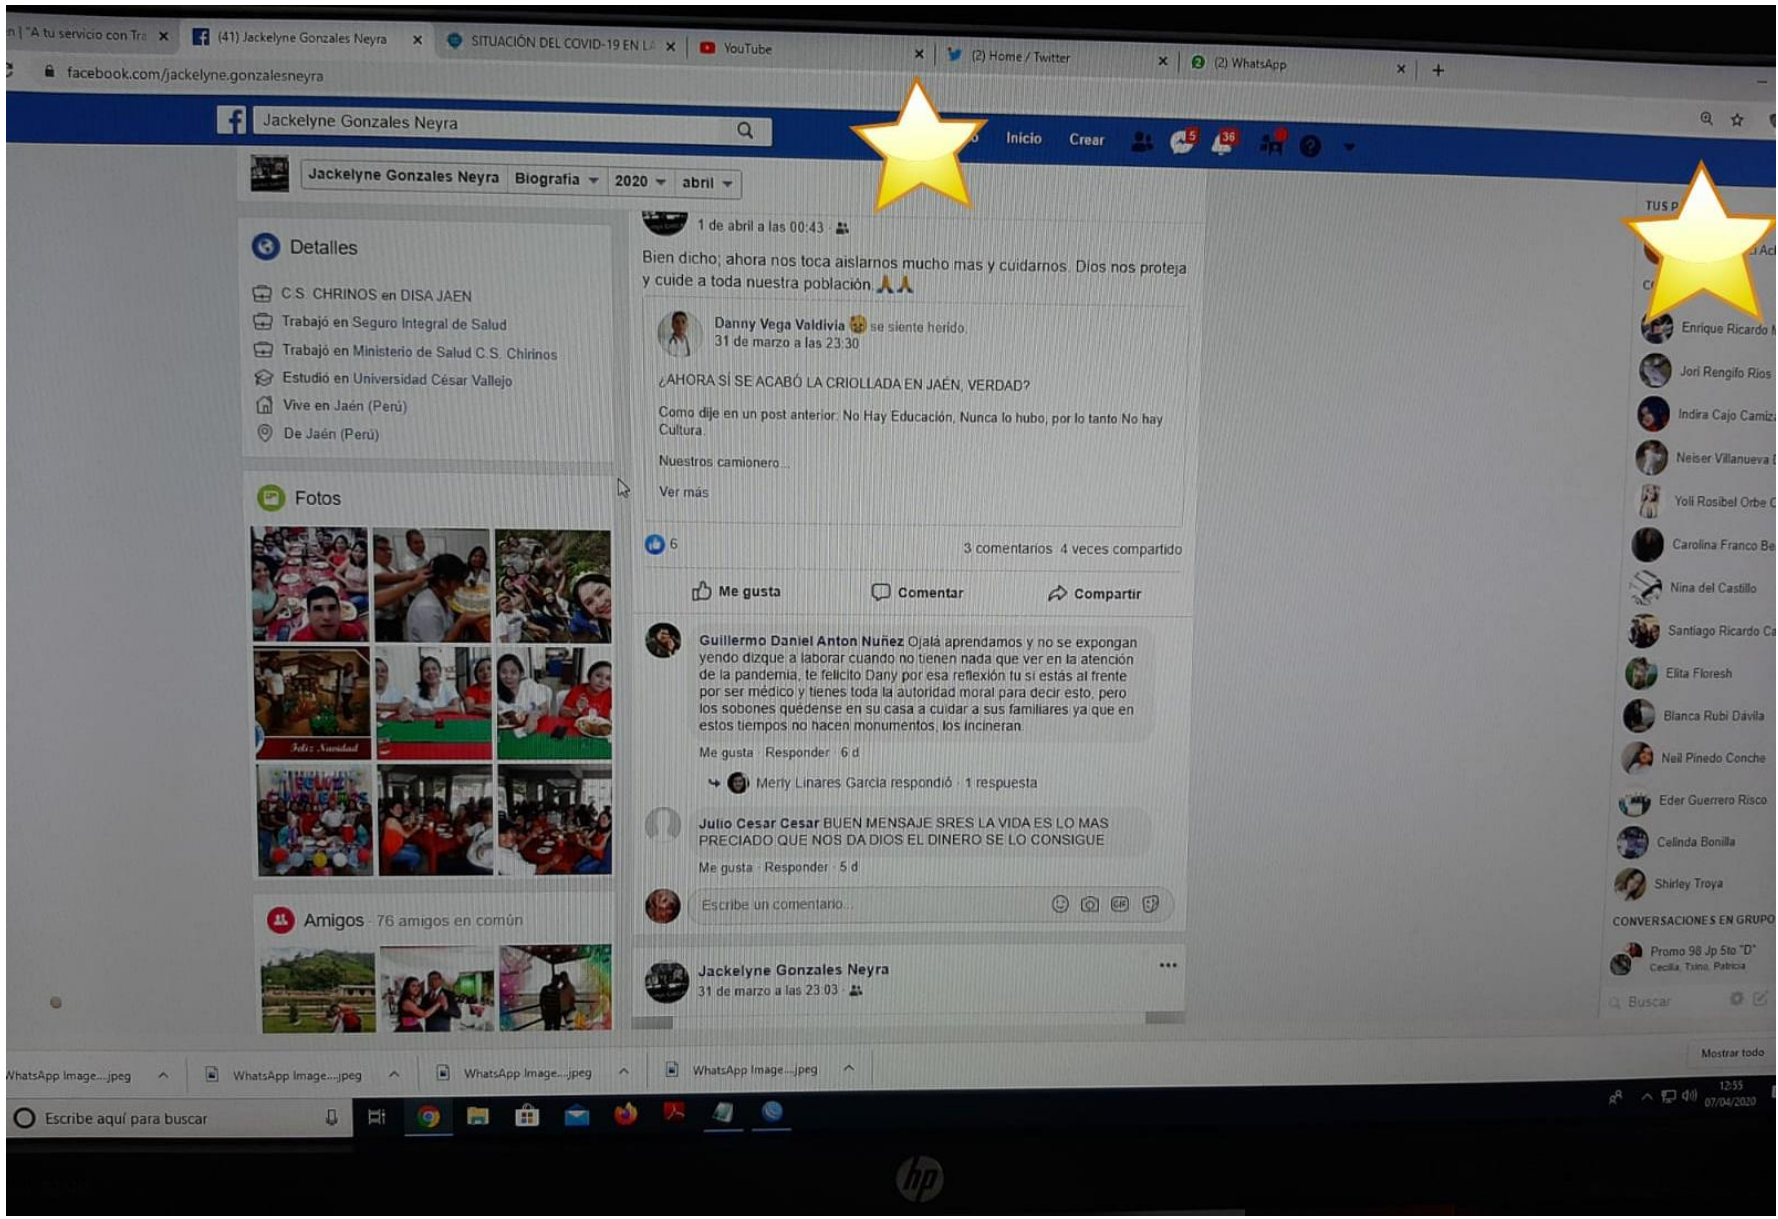 n | "A tu servicio con Tra
(41) Jackelyne Gonzales Neyra
SITUACIÓN DEL COVID-19 EN LA
YouTube
(2) Home / Twitter
(2) WhatsApp
facebook.com/jackelyne.gonzalesneyra
Jackelyne Gonzales Neyra
Inicio
Crear
5
36
Jackelyne Gonzales Neyra Biografía 2020 abril
Detalles
C.S. CHRINOS en DISA JAEN
Trabajó en Seguro Integral de Salud
Trabajó en Ministerio de Salud C.S. Chirinos
Estudió en Universidad César Vallejo
Vive en Jaén (Perú)
De Jaén (Perú)
Fotos
Feliz Navidad
Amigos · 76 amigos en común
1 de abril a las 00:43
Bien dicho; ahora nos toca aislarnos mucho mas y cuidarnos. Dios nos proteja
y cuide a toda nuestra población
Danny Vega Valdivia se siente herido.
31 de marzo a las 23:30
¿AHORA SÍ SE ACABÓ LA CRIOLLADA EN JAÉN, VERDAD?
Como dije en un post anterior: No Hay Educación, Nunca lo hubo, por lo tanto No hay
Cultura.
Nuestros camionero...
Ver más
6
3 comentarios 4 veces compartido
Me gusta
Comentar
Compartir
Guillermo Daniel Anton Nuñez Ojalá aprendamos y no se expongan
yendo dizque a laborar cuando no tienen nada que ver en la atención
de la pandemia, te felicito Dany por esa reflexión tu si estás al frente
por ser médico y tienes toda la autoridad moral para decir esto, pero
los sobones quédense en su casa a cuidar a sus familiares ya que en
estos tiempos no hacen monumentos, los incineran.
Me gusta · Responder · 6 d
Merly Linares Garcia respondió · 1 respuesta
Julio Cesar Cesar BUEN MENSAJE SRES LA VIDA ES LO MAS
PRECIADO QUE NOS DA DIOS EL DINERO SE LO CONSIGUE
Me gusta · Responder · 5 d
Escribe un comentario...
GIF
Jackelyne Gonzales Neyra
31 de marzo a las 23:03
TUS P
Enrique Ricardo M
Jori Rengifo Rios
Indira Cajo Camiza
Neiser Villanueva D
Yoli Rosibel Orbe C
Carolina Franco Be
Nina del Castillo
Santiago Ricardo Ca
Elita Floresh
Blanca Rubi Dávila
Neil Pinedo Conche
Eder Guerrero Risco
Celinda Bonilla
Shirley Troya
CONVERSACIONES EN GRUPO
Promo 98 Jp 5to "D"
Cecilia, Txino, Patricia
Buscar
WhatsApp Image....jpeg
WhatsApp Image....jpeg
WhatsApp Image....jpeg
WhatsApp Image....jpeg
Mostrar todo
Escribe aquí para buscar
12:55
07/04/2020
hp